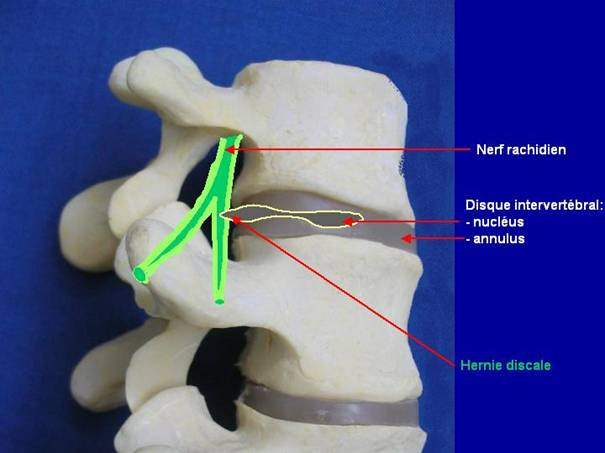 Nerf rachidien
Disque intervertébral:
- nucléus
- annulus
Hernie discale